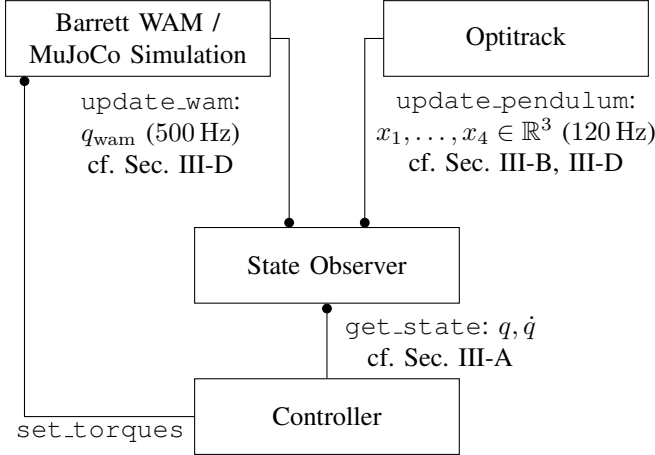 Barrett WAM /
MuJoCo Simulation
Optitrack
update_wam:
q_wam (500 Hz)
cf. Sec. III-D
update_pendulum:
x_1, . . . , x_4 ∈ ℝ^3 (120 Hz)
cf. Sec. III-B, III-D
State Observer
get_state: q, q̇
cf. Sec. III-A
Controller
set_torques